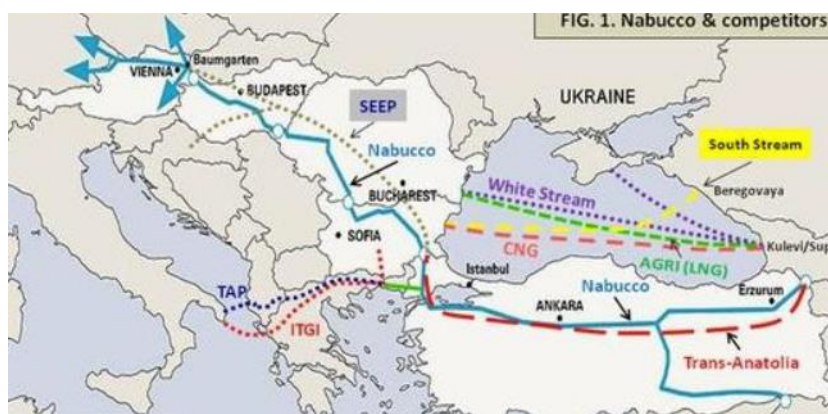 FIG. 1. Nabucco & competitors
Baumgarten
VIENNA
BUDAPEST
SEEP
UKRAINE
South Stream
Nabucco
White Stream
Beregovaya
BUCHAREST
SOFIA
CNG
AGRI (LNG)
Kulevi/Sup
TAP
Istanbul
Nabucco
Erzurum
ANKARA
ITGI
Trans-Anatolia